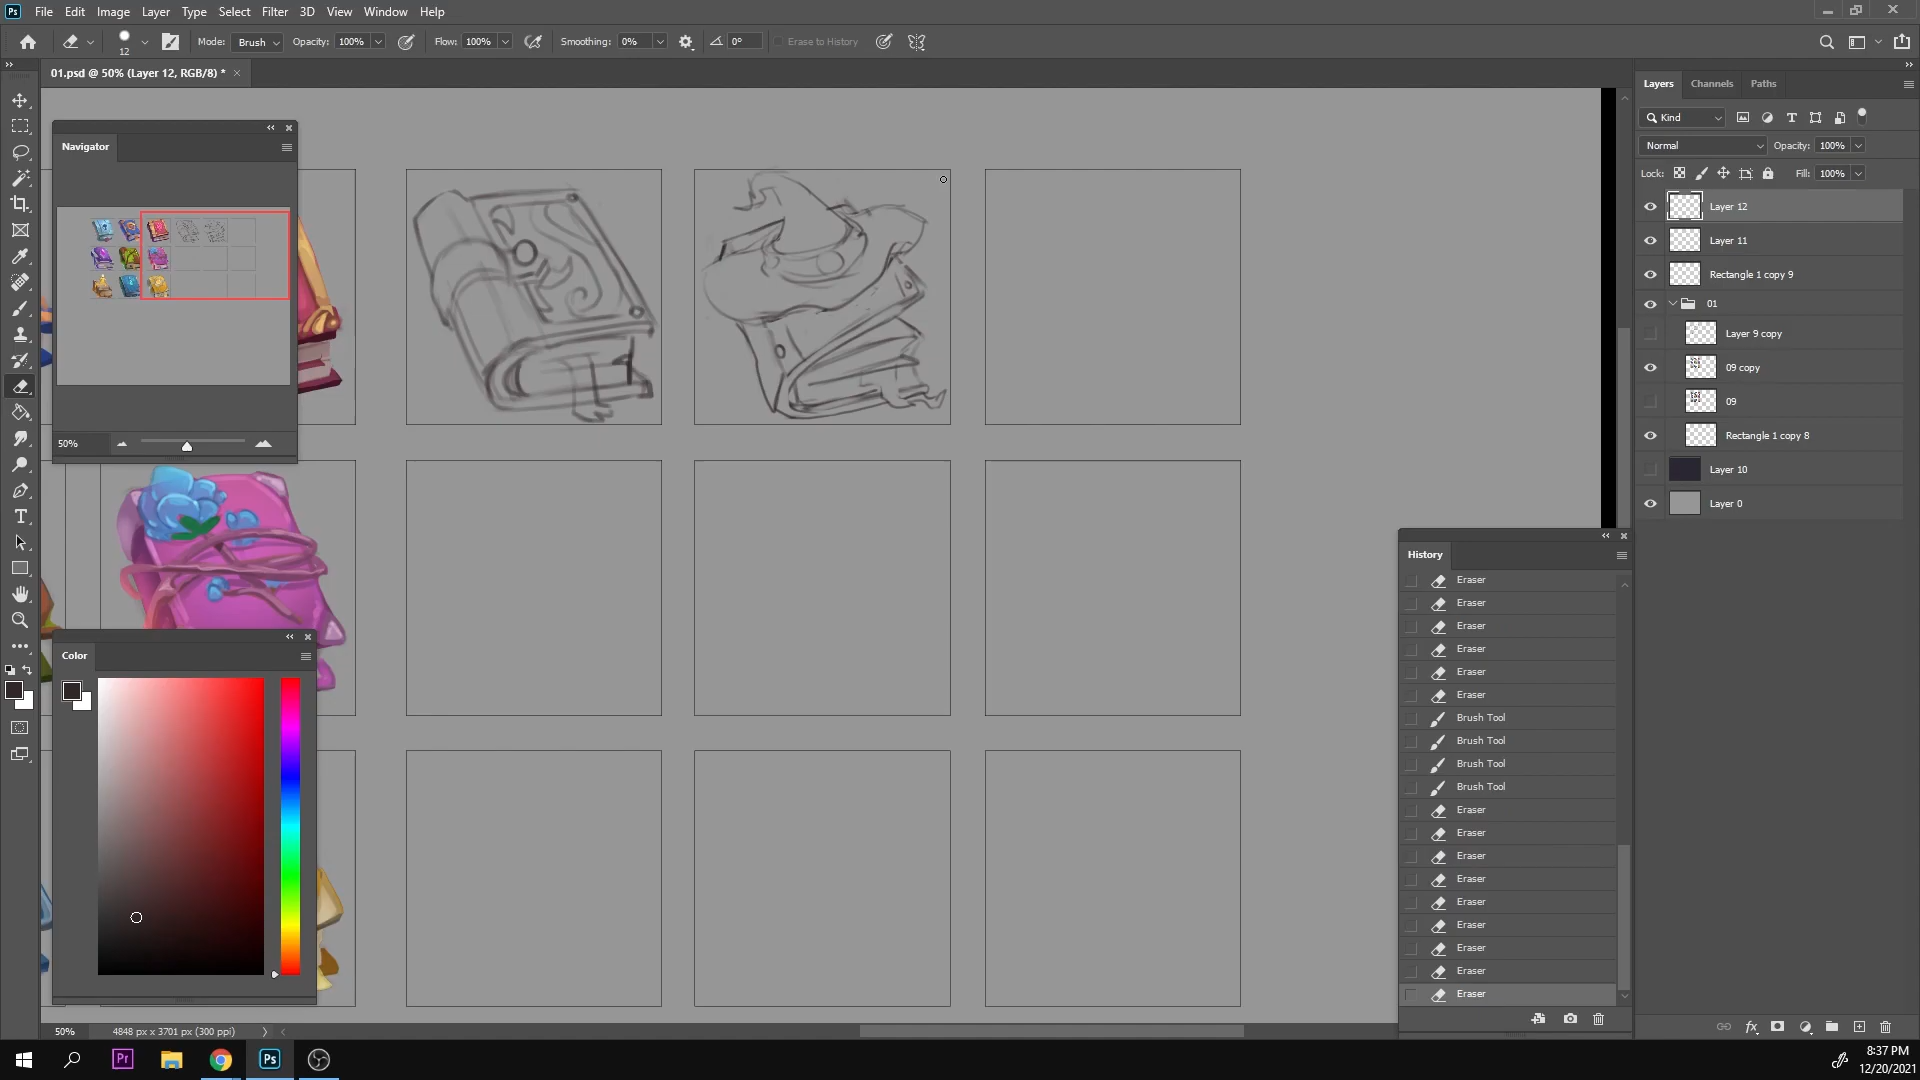 Ps File Edit Image Layer Type Select Filter 3D View Window Help
12 Mode: Brush Opacity: 100% Flow: 100% Smoothing: 0% 0° Erase to History
01.psd @ 50% (Layer 12, RGB/8) *
Navigator
50%
Color
Layers Channels Paths
Kind
Normal Opacity: 100%
Lock: Fill: 100%
Layer 12
Layer 11
Rectangle 1 copy 9
01
Layer 9 copy
09 copy
09
Rectangle 1 copy 8
Layer 10
Layer 0
History
Eraser
Eraser
Eraser
Eraser
Eraser
Eraser
Brush Tool
Brush Tool
Brush Tool
Brush Tool
Eraser
Eraser
Eraser
Eraser
Eraser
Eraser
Eraser
Eraser
Eraser
50% 4848 px x 3701 px (300 ppi)
Pr Ps
8:37 PM
12/20/2021